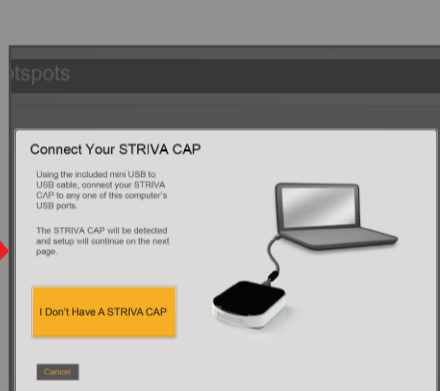 tspots
Connect Your STRIVA CAP
Using the included mini USB to
USB cable, connect your STRIVA
CAP to any one of this computer's
USB ports.
The STRIVA CAP will be detected
and setup will continue on the next
page.
I Don't Have A STRIVA CAP
Cancel